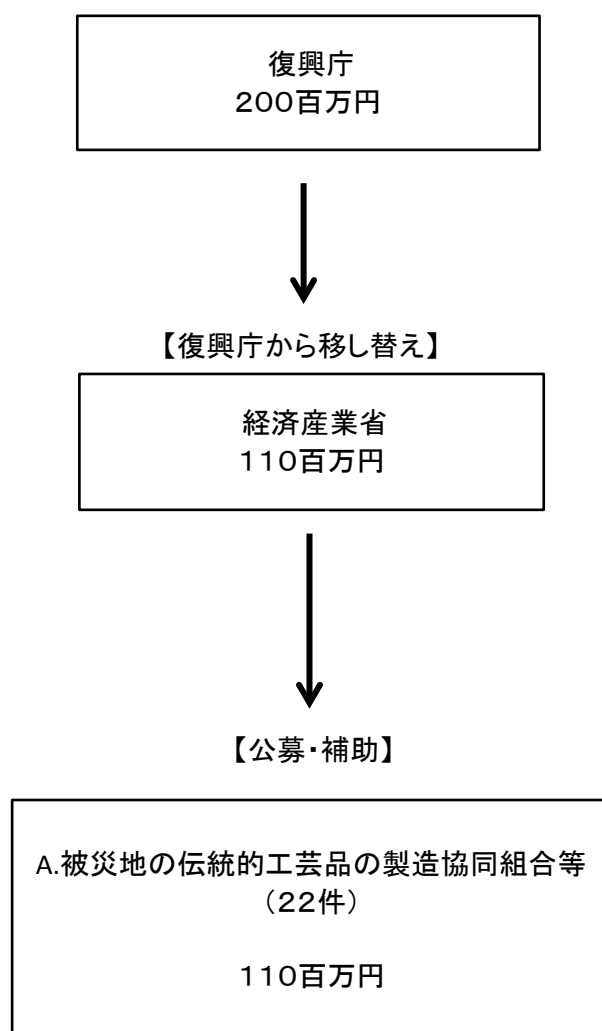 復興庁
200百万円
【復興庁から移し替え】
経済産業省
110百万円
【公募・補助】
A.被災地の伝統的工芸品の製造協同組合等
（22件）
110百万円